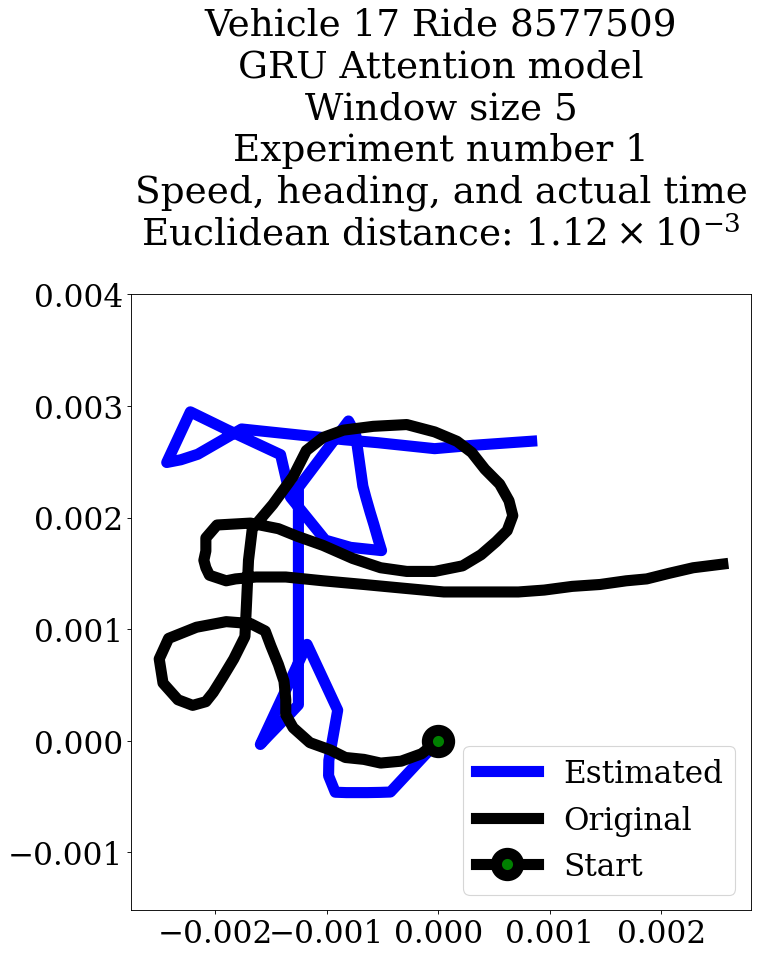 Vehicle 17 Ride 8577509
GRU Attention model
Window size 5
Experiment number 1
Speed, heading, and actual time
Euclidean distance: 1.12 × 10⁻³
0.004
0.003
0.002
0.001
0.000
−0.001
−0.002 −0.001 0.000 0.001 0.002
Estimated
Original
Start